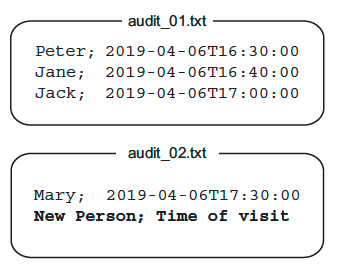 audit_01.txt
Peter; 2019-04-06T16:30:00
Jane; 2019-04-06T16:40:00
Jack; 2019-04-06T17:00:00
audit_02.txt
Mary; 2019-04-06T17:30:00
New Person; Time of visit